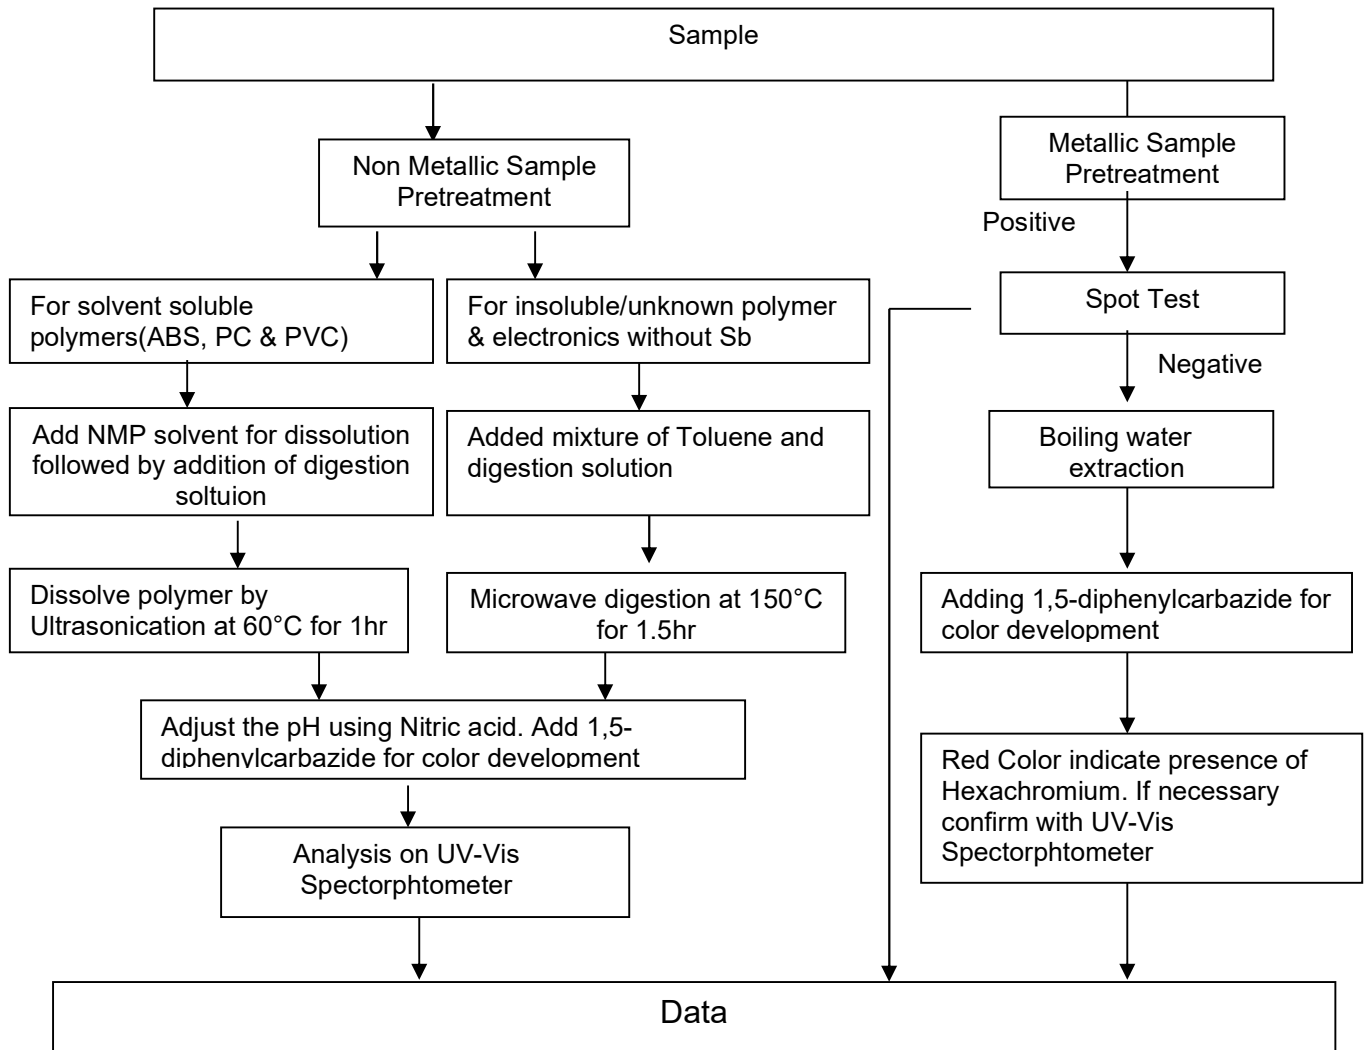 Sample
Non Metallic Sample
Pretreatment
Metallic Sample
Pretreatment
Positive
For solvent soluble
polymers(ABS, PC & PVC)
For insoluble/unknown polymer
& electronics without Sb
Spot Test
Negative
Add NMP solvent for dissolution
followed by addition of digestion
soltuion
Added mixture of Toluene and
digestion solution
Boiling water
extraction
Dissolve polymer by
Ultrasonication at 60°C for 1hr
Microwave digestion at 150°C
for 1.5hr
Adding 1,5-diphenylcarbazide for
color development
Adjust the pH using Nitric acid. Add 1,5-
diphenylcarbazide for color development
Red Color indicate presence of
Hexachromium. If necessary
confirm with UV-Vis
Spectorphtometer
Analysis on UV-Vis
Spectorphtometer
Data